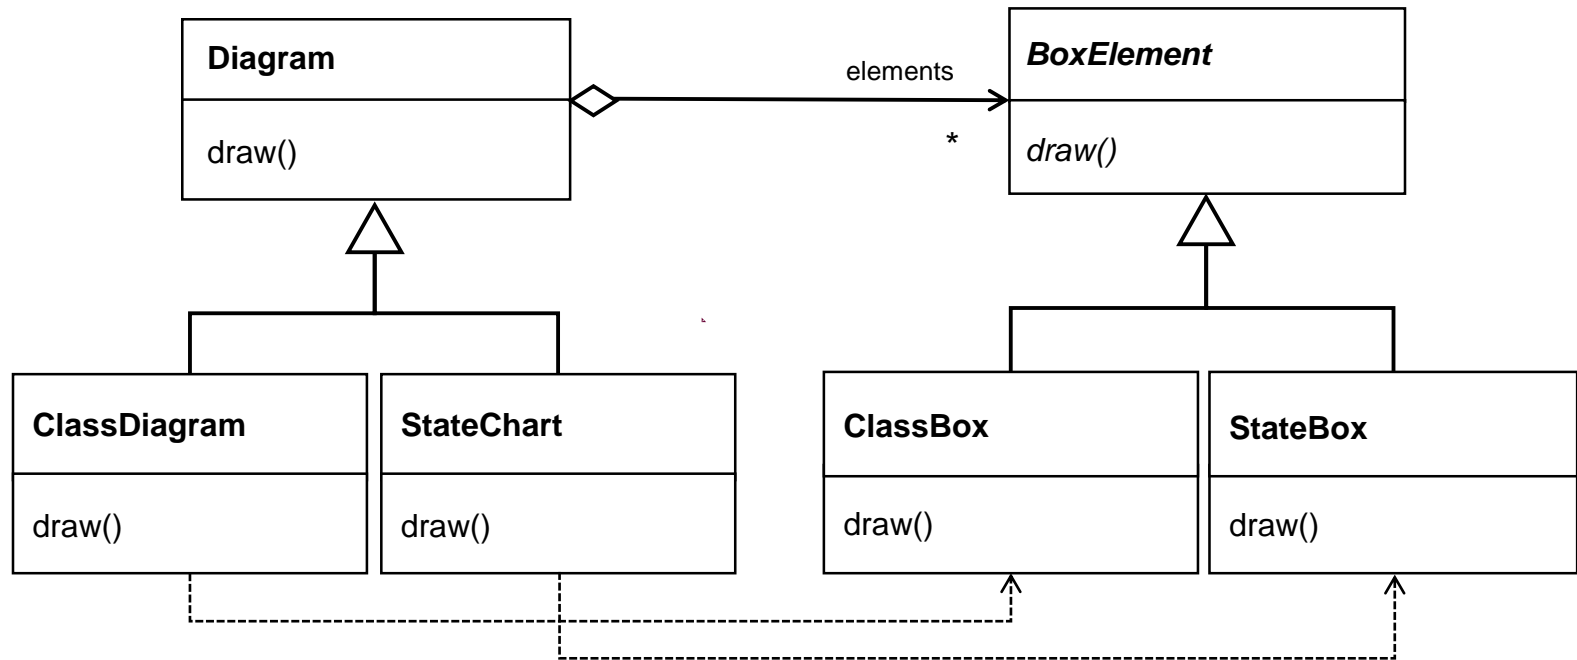 Diagram
draw()
elements
*
BoxElement
draw()
ClassDiagram
draw()
StateChart
draw()
ClassBox
draw()
StateBox
draw()